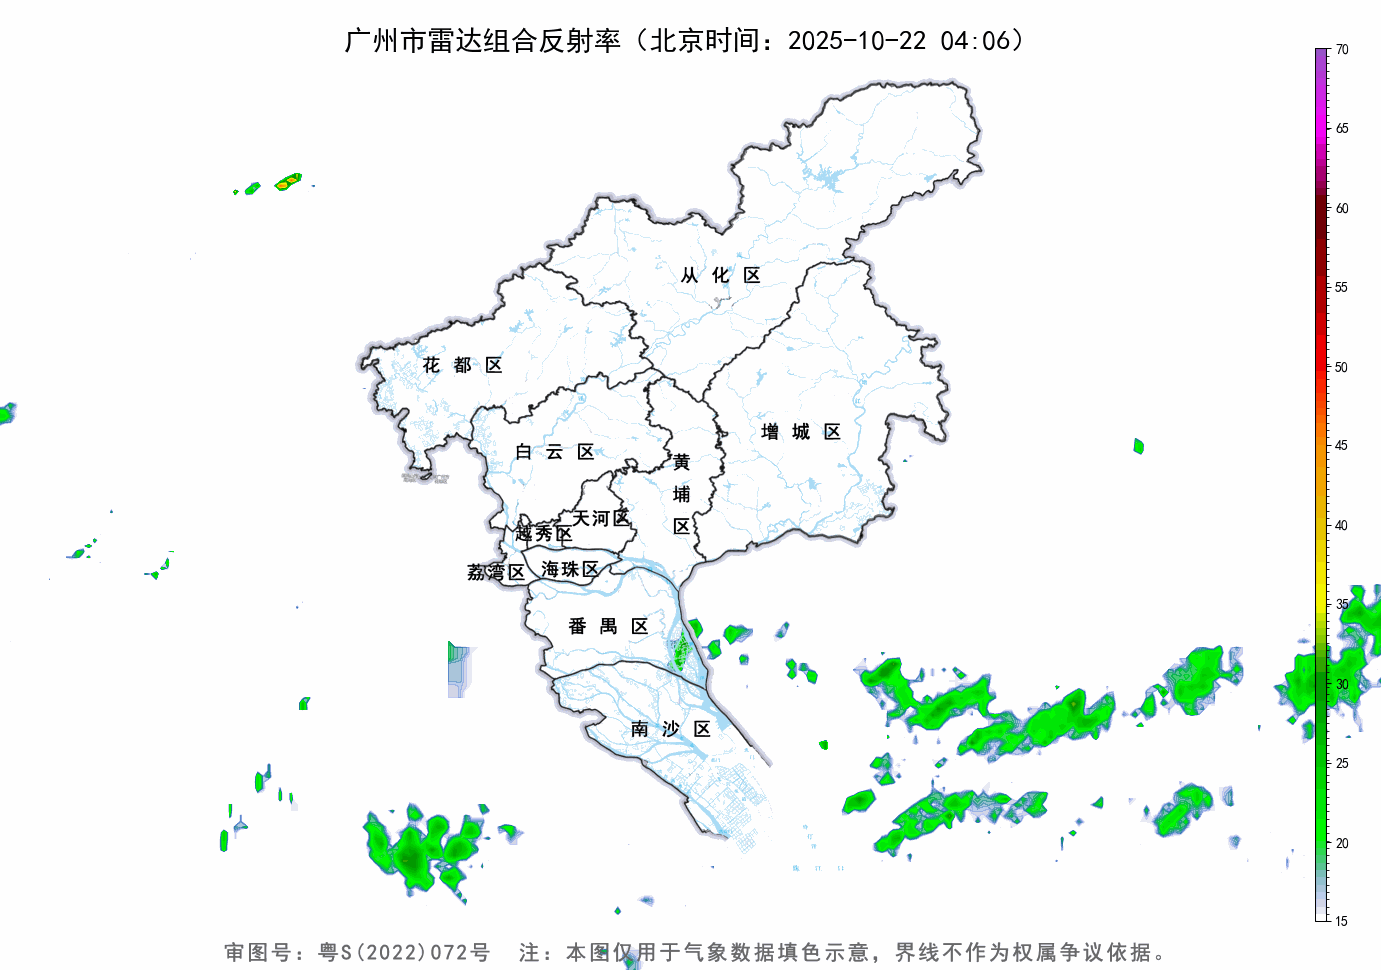 广州市雷达组合反射率（北京时间：2025-10-22 04:06）
70
65
60
55
50
45
40
35
30
25
20
15
从化区
花都区
增城区
白云区
黄埔区
天河区
越秀区
荔湾区
海珠区
番禺区
南沙区
审图号：粤S(2022)072号　注：本图仅用于气象数据填色示意，界线不作为权属争议依据。